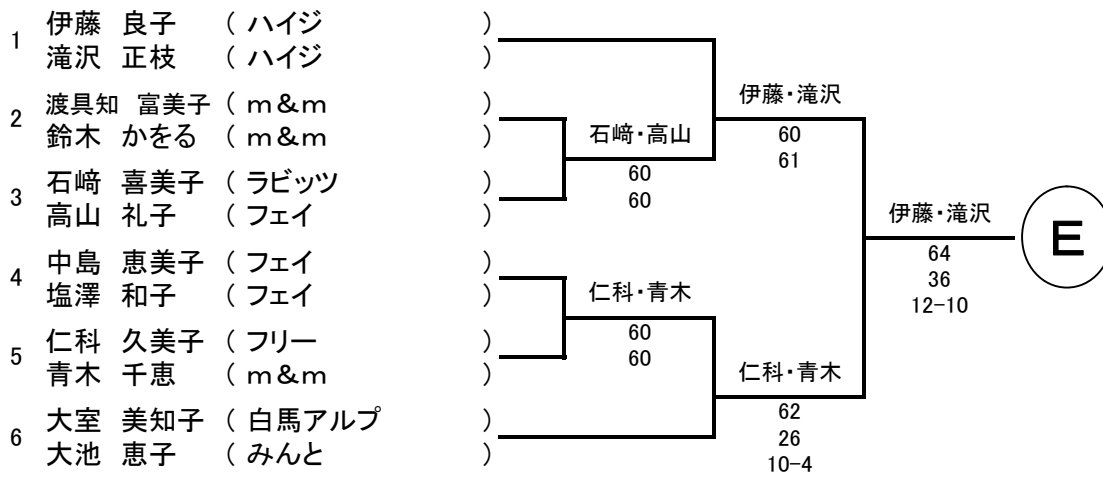 1
伊藤 良子 ( ハイジ )
滝沢 正枝 ( ハイジ )
2
渡具知 富美子 ( m&m )
鈴木 かをる ( m&m )
3
石﨑 喜美子 ( ラビッツ )
高山 礼子 ( フェイ )
4
中島 恵美子 ( フェイ )
塩澤 和子 ( フェイ )
5
仁科 久美子 ( フリー )
青木 千恵 ( m&m )
6
大室 美知子 ( 白馬アルプ )
大池 恵子 ( みんと )
石﨑・高山
60
60
仁科・青木
60
60
伊藤・滝沢
60
61
仁科・青木
62
26
10-4
伊藤・滝沢
64
36
12-10
E